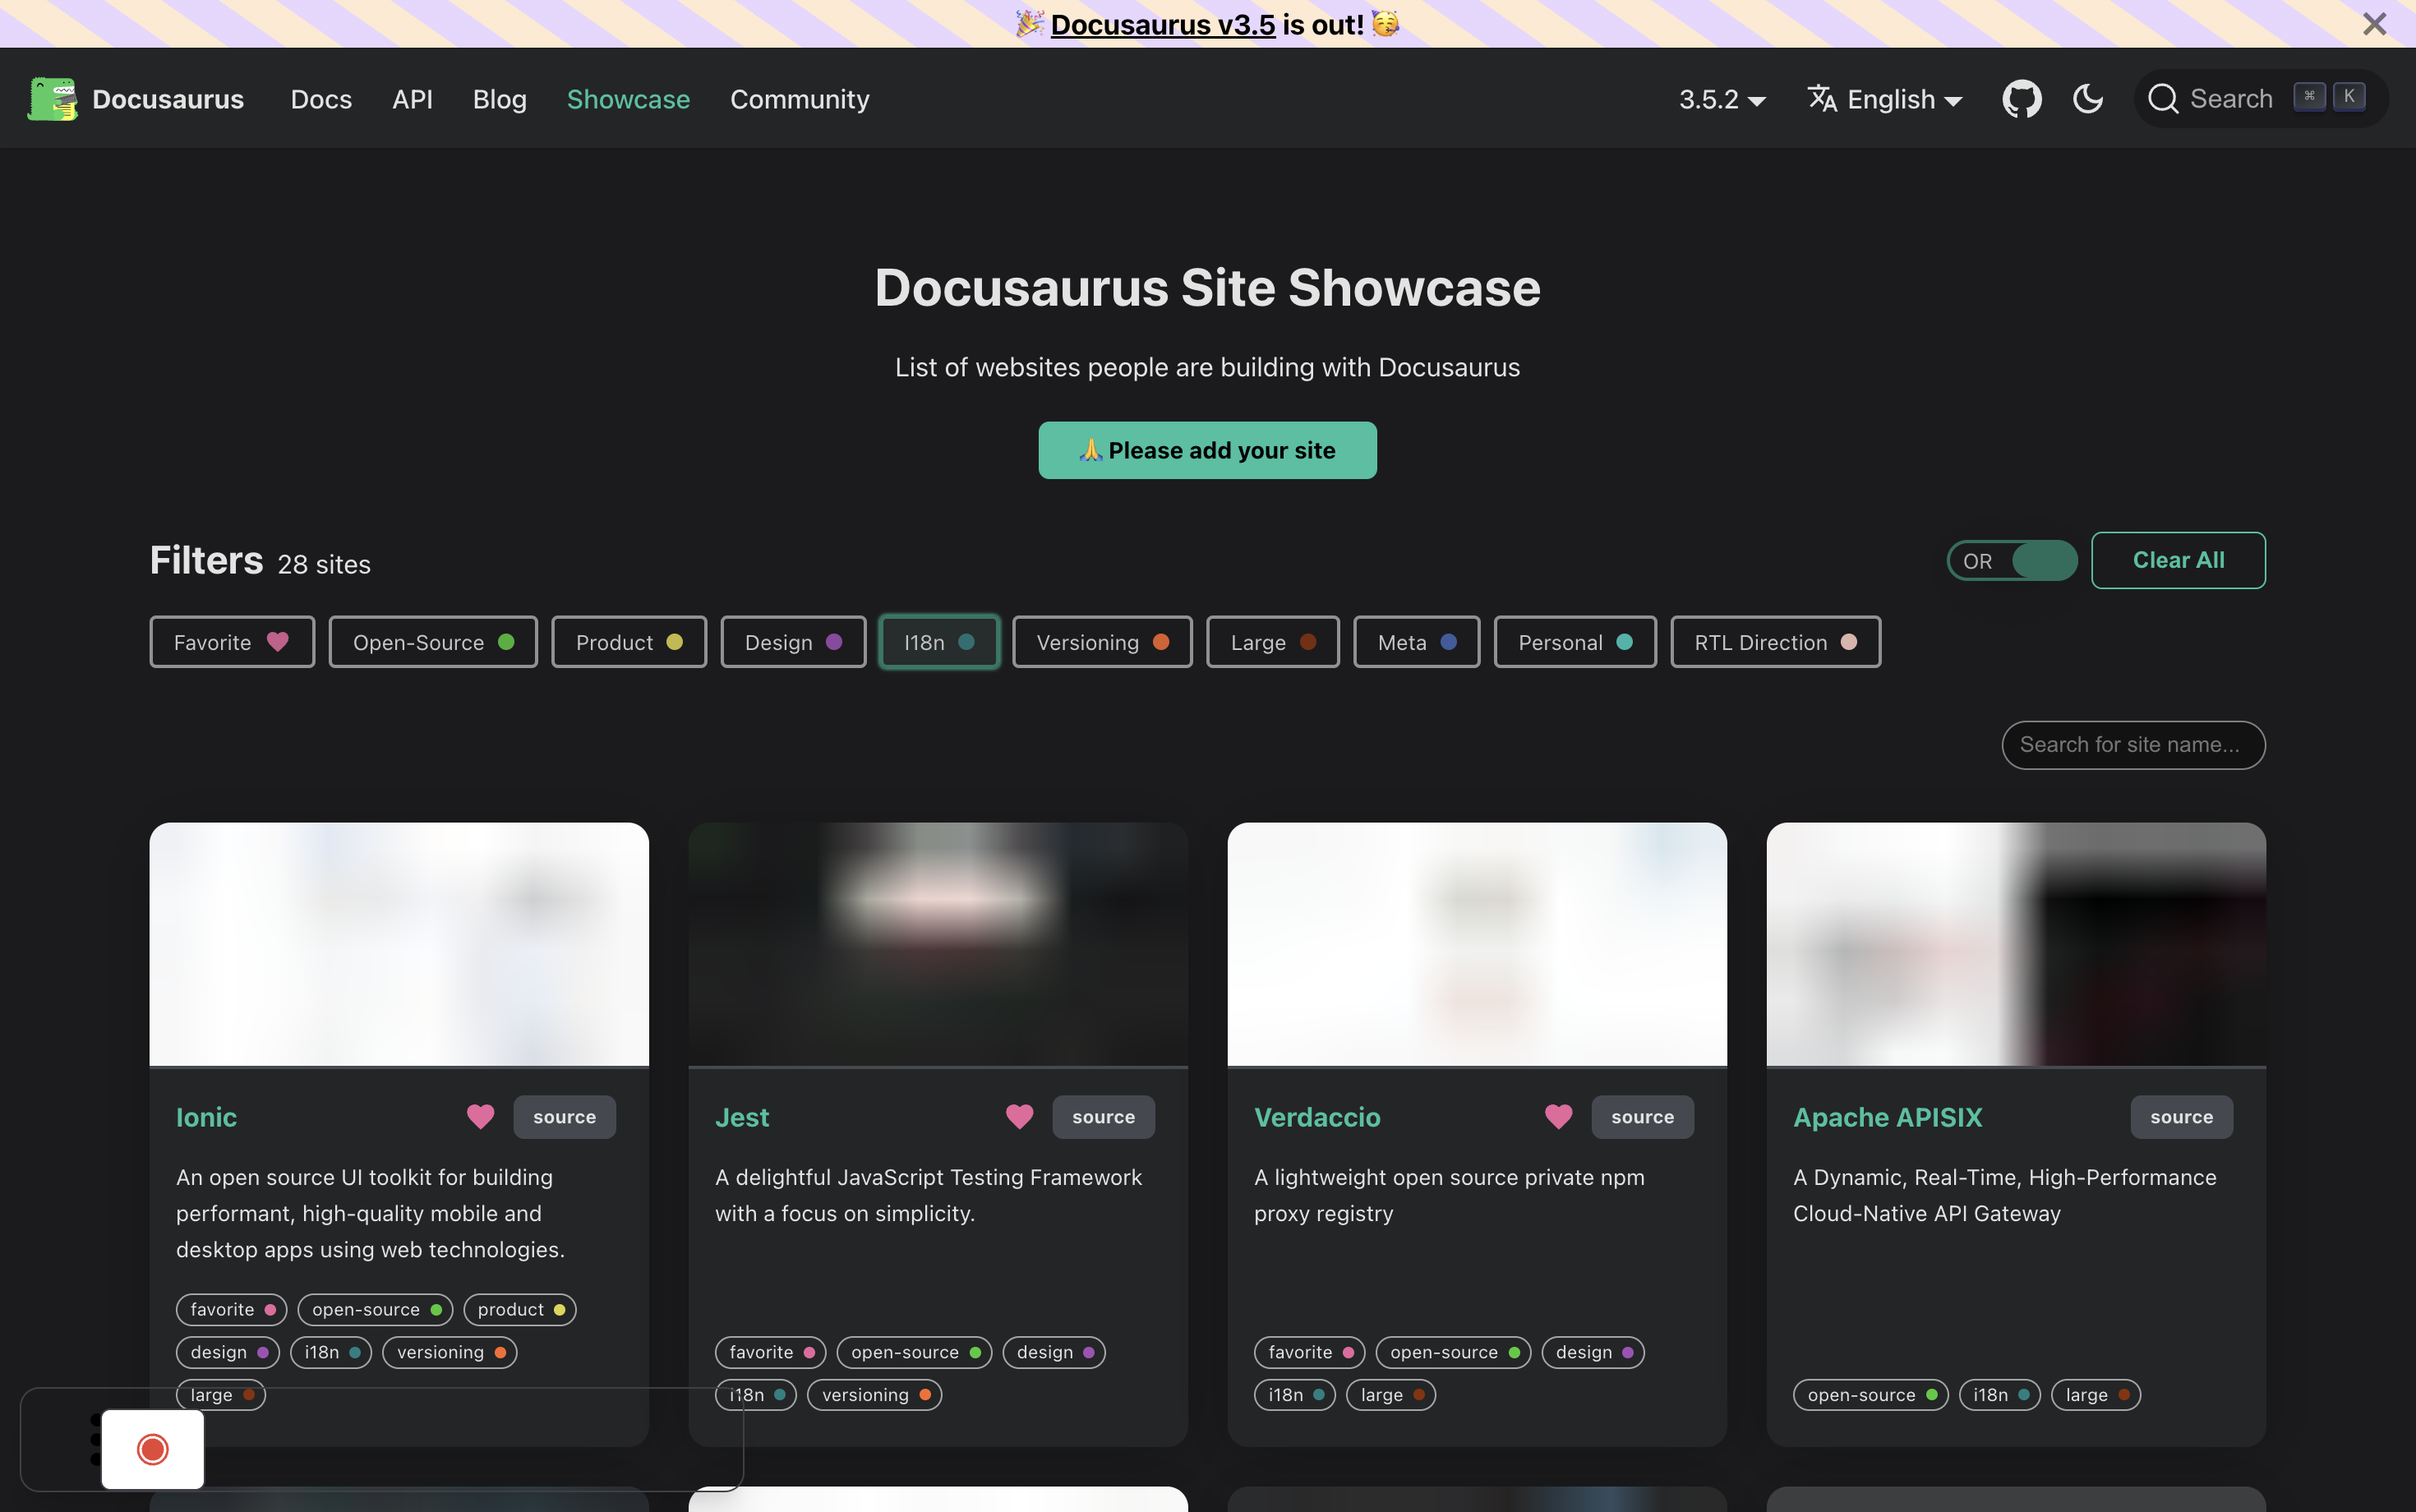 🎉 Docusaurus v3.5 is out! 🥳
Docusaurus Docs API Blog Showcase Community 3.5.2 English Search ⌘ K
Docusaurus Site Showcase
List of websites people are building with Docusaurus
🙏 Please add your site
Filters 28 sites OR Clear All
Favorite Open-Source Product Design I18n Versioning Large Meta Personal RTL Direction
Search for site name...
Ionic source
An open source UI toolkit for building
performant, high-quality mobile and
desktop apps using web technologies.
favorite open-source product
design i18n versioning
large
Jest source
A delightful JavaScript Testing Framework
with a focus on simplicity.
favorite open-source design
i18n versioning
Verdaccio source
A lightweight open source private npm
proxy registry
favorite open-source design
i18n large
Apache APISIX source
A Dynamic, Real-Time, High-Performance
Cloud-Native API Gateway
open-source i18n large